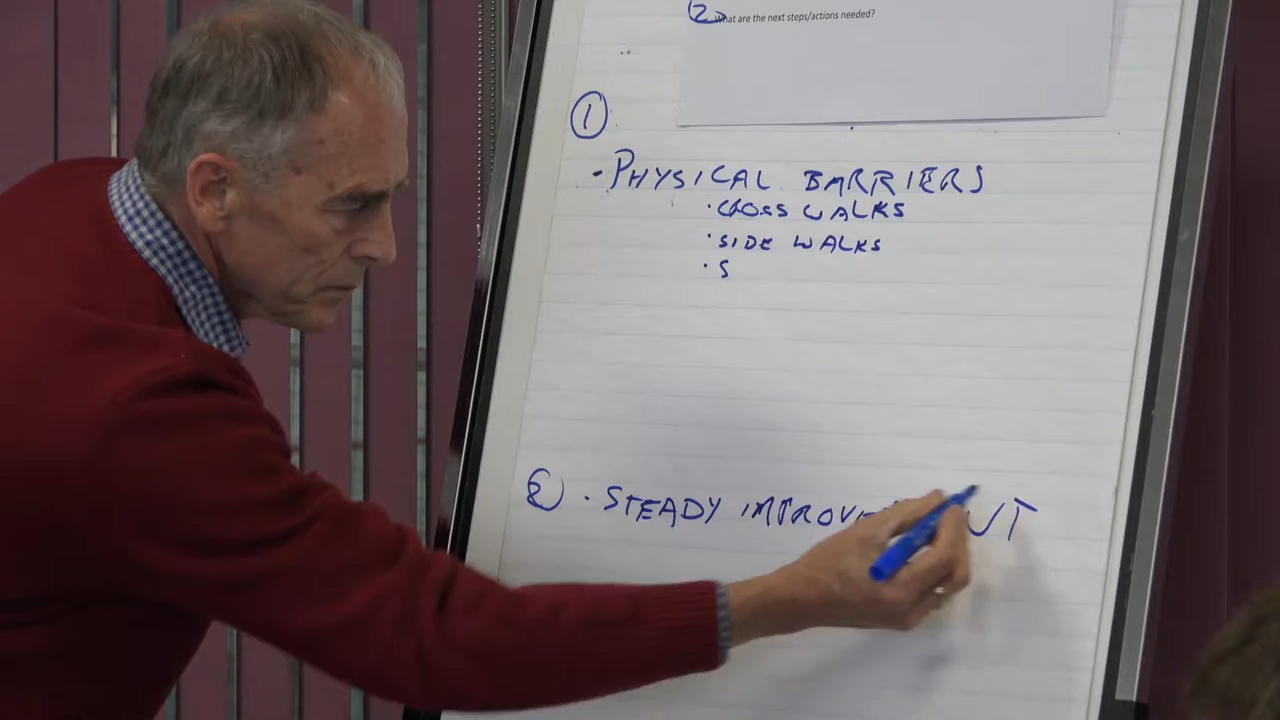 2 What are the next steps/actions needed?
1
· PHYSICAL BARRIERS
· CROSS WALKS
· SIDE WALKS
· S
2 · STEADY